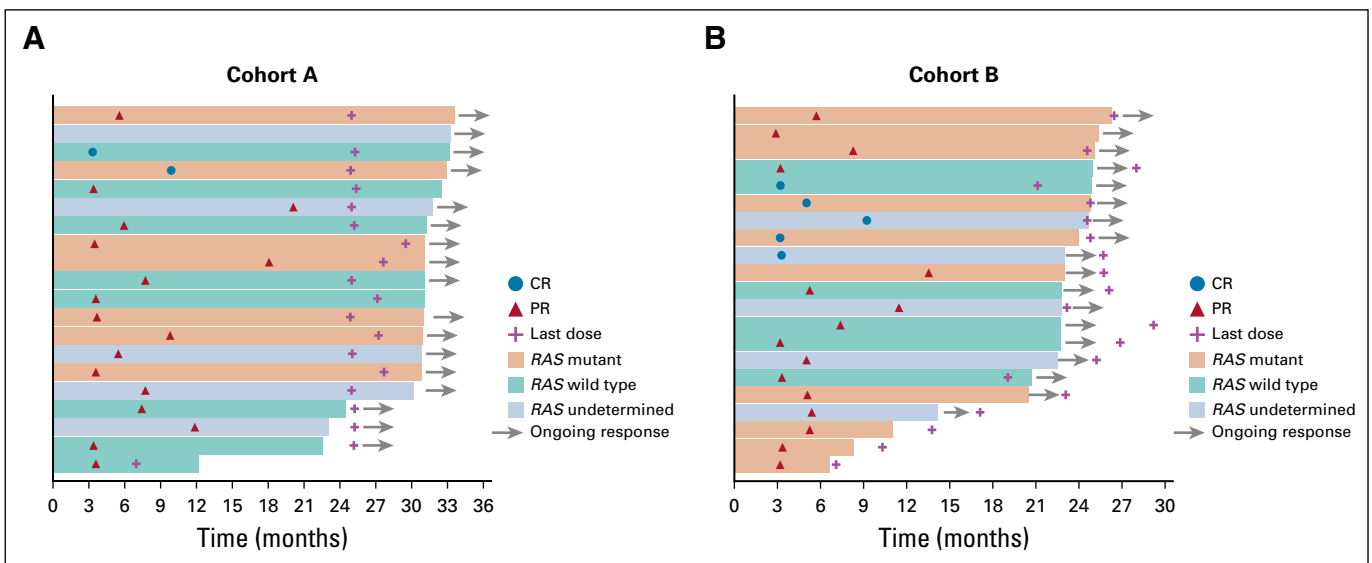 A
Cohort A
CR
PR
Last dose
RAS mutant
RAS wild type
RAS undetermined
Ongoing response
0 3 6 9 12 15 18 21 24 27 30 33 36
Time (months)
B
Cohort B
CR
PR
Last dose
RAS mutant
RAS wild type
RAS undetermined
Ongoing response
0 3 6 9 12 15 18 21 24 27 30
Time (months)